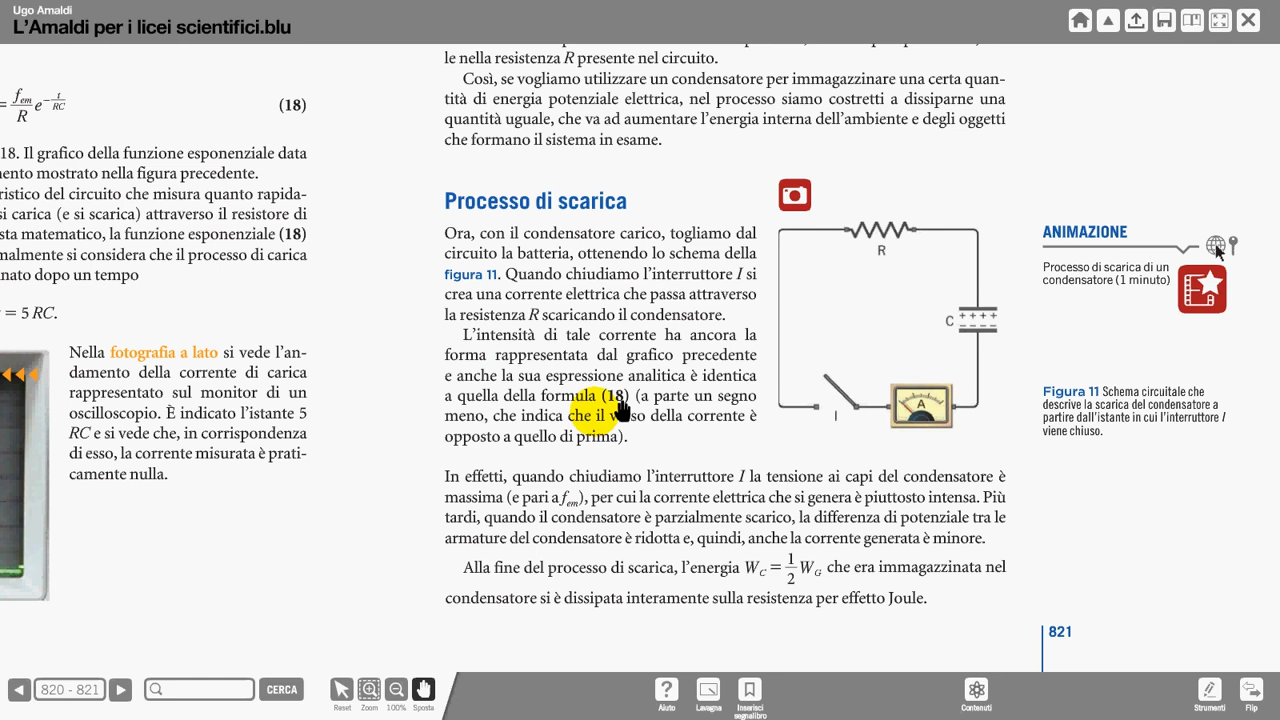 Ugo Amaldi
L'Amaldi per i licei scientifici.blu
= f_em/R e^(-t/RC) (18)
18. Il grafico della funzione esponenziale data
mento mostrato nella figura precedente.
ristico del circuito che misura quanto rapida-
si carica (e si scarica) attraverso il resistore di
sta matematico, la funzione esponenziale (18)
malmente si considera che il processo di carica
nato dopo un tempo
= 5 RC.
Nella fotografia a lato si vede l'an-
damento della corrente di carica
rappresentato sul monitor di un
oscilloscopio. È indicato l'istante 5
RC e si vede che, in corrispondenza
di esso, la corrente misurata è prati-
camente nulla.
le nella resistenza R presente nel circuito.
Così, se vogliamo utilizzare un condensatore per immagazzinare una certa quan-
tità di energia potenziale elettrica, nel processo siamo costretti a dissiparne una
quantità uguale, che va ad aumentare l'energia interna dell'ambiente e degli oggetti
che formano il sistema in esame.
Processo di scarica
Ora, con il condensatore carico, togliamo dal
circuito la batteria, ottenendo lo schema della
figura 11. Quando chiudiamo l'interruttore I si
crea una corrente elettrica che passa attraverso
la resistenza R scaricando il condensatore.
L'intensità di tale corrente ha ancora la
forma rappresentata dal grafico precedente
e anche la sua espressione analitica è identica
a quella della formula (18) (a parte un segno
meno, che indica che il verso della corrente è
opposto a quello di prima).
R
C
+ + + +
I
A
In effetti, quando chiudiamo l'interruttore I la tensione ai capi del condensatore è
massima (e pari a f_em), per cui la corrente elettrica che si genera è piuttosto intensa. Più
tardi, quando il condensatore è parzialmente scarico, la differenza di potenziale tra le
armature del condensatore è ridotta e, quindi, anche la corrente generata è minore.
Alla fine del processo di scarica, l'energia W_C = 1/2 W_G che era immagazzinata nel
condensatore si è dissipata interamente sulla resistenza per effetto Joule.
ANIMAZIONE
Processo di scarica di un
condensatore (1 minuto)
Figura 11 Schema circuitale che
descrive la scarica del condensatore a
partire dall'istante in cui l'interruttore I
viene chiuso.
821
820 - 821
CERCA
Reset
Zoom
100%
Sposta
Aiuto
Lavagna
Inserisci
segnalibro
Contenuti
Strumenti
Flip